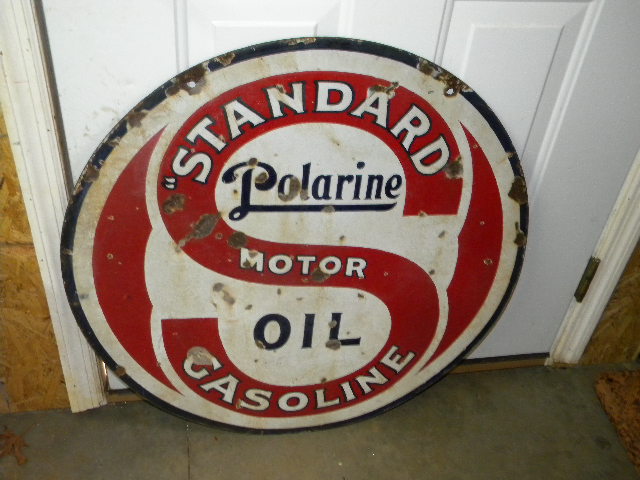 "STANDARD
Polarine
MOTOR
OIL
GASOLINE